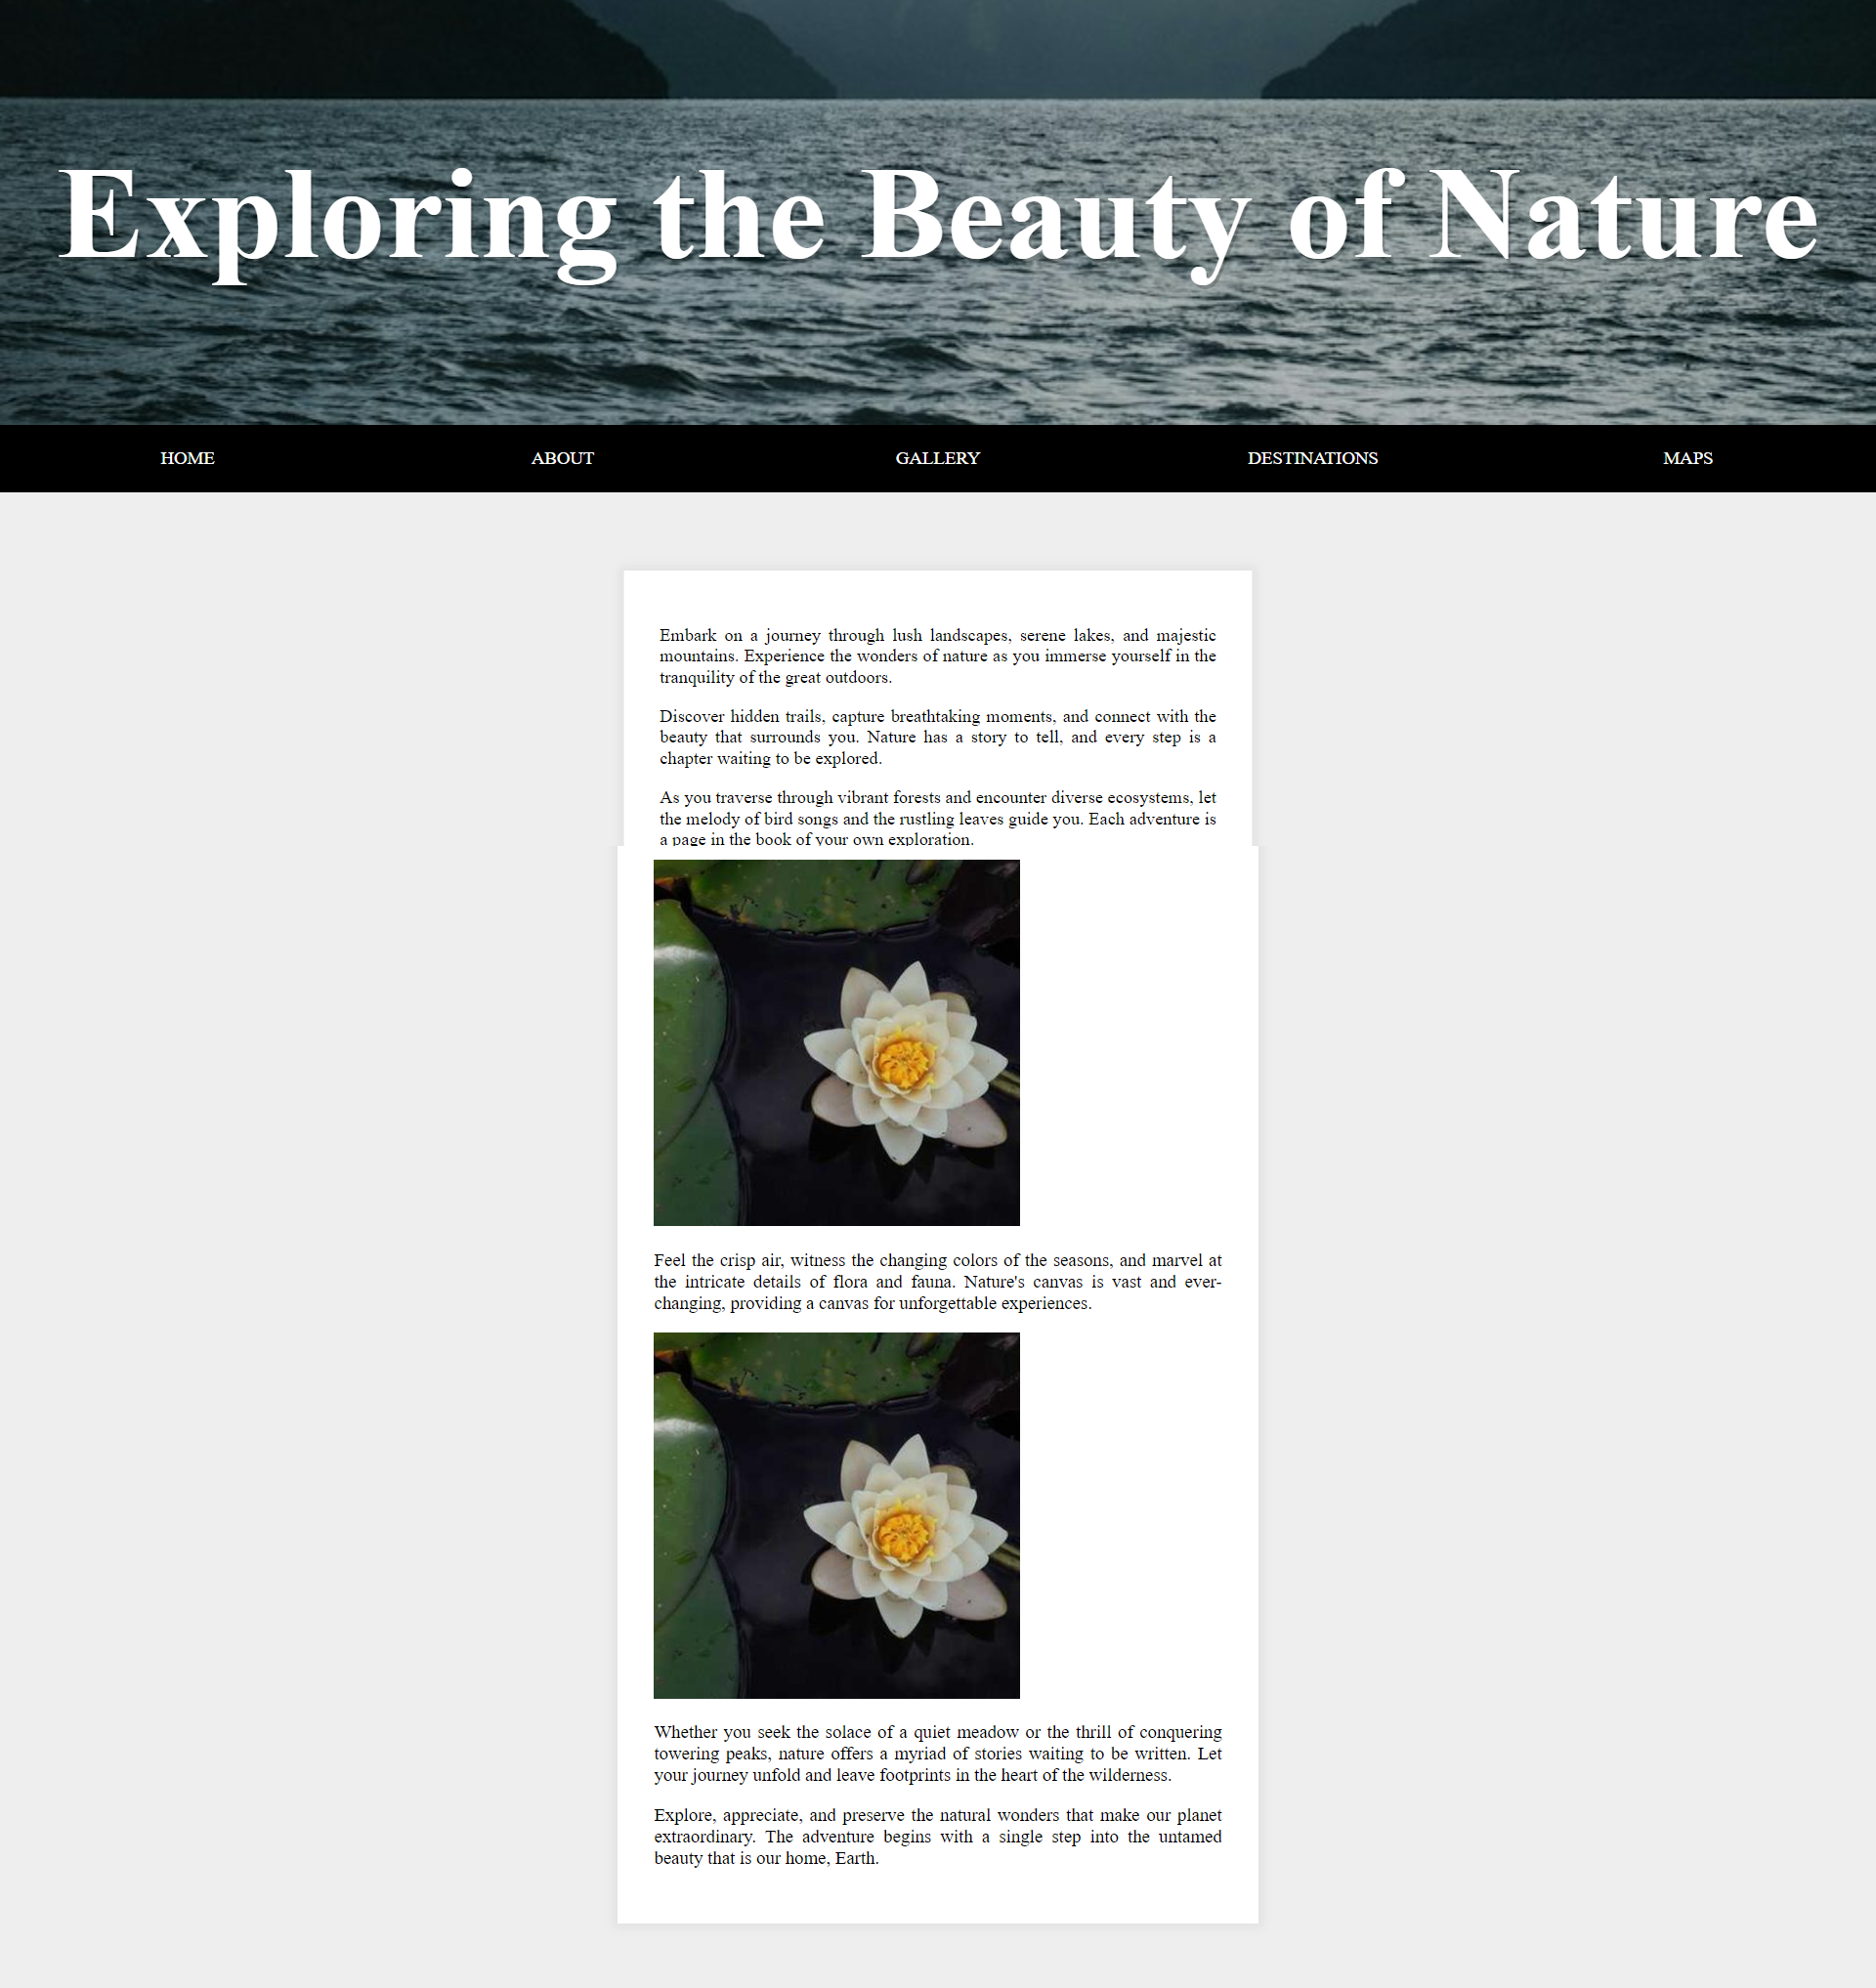 Exploring the Beauty of Nature
HOME ABOUT GALLERY DESTINATIONS MAPS
Embark on a journey through lush landscapes, serene lakes, and majestic
mountains. Experience the wonders of nature as you immerse yourself in the
tranquility of the great outdoors.
Discover hidden trails, capture breathtaking moments, and connect with the
beauty that surrounds you. Nature has a story to tell, and every step is a
chapter waiting to be explored.
As you traverse through vibrant forests and encounter diverse ecosystems, let
the melody of bird songs and the rustling leaves guide you. Each adventure is
a page in the book of your own exploration.
Feel the crisp air, witness the changing colors of the seasons, and marvel at
the intricate details of flora and fauna. Nature's canvas is vast and ever-
changing, providing a canvas for unforgettable experiences.
Whether you seek the solace of a quiet meadow or the thrill of conquering
towering peaks, nature offers a myriad of stories waiting to be written. Let
your journey unfold and leave footprints in the heart of the wilderness.
Explore, appreciate, and preserve the natural wonders that make our planet
extraordinary. The adventure begins with a single step into the untamed
beauty that is our home, Earth.